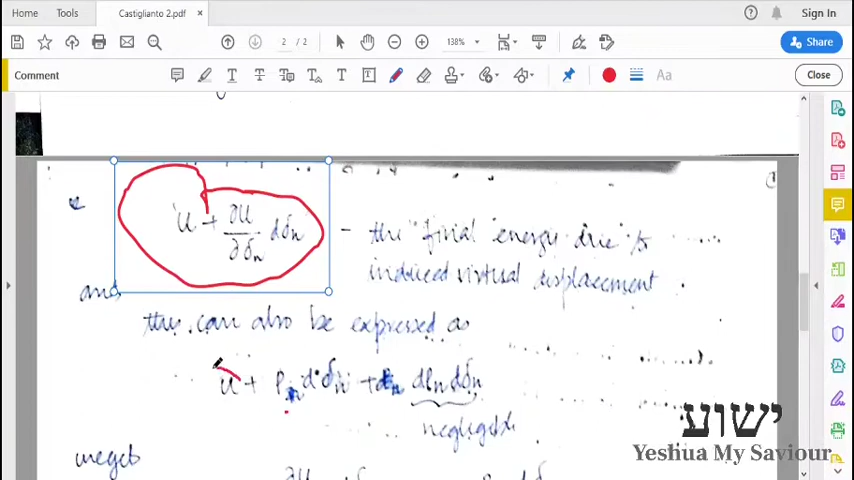 Home Tools Castiglianto 2.pdf × Sign In
2 / 2 138% Share
Comment Close
U + ∂U/∂δn dδn – the final energy due to
induced virtual displacement
and
this can also be expressed as
U + Pn dδn + dPn dδn
neglegible
weget
∂U
ישוע
Yeshua My Saviour